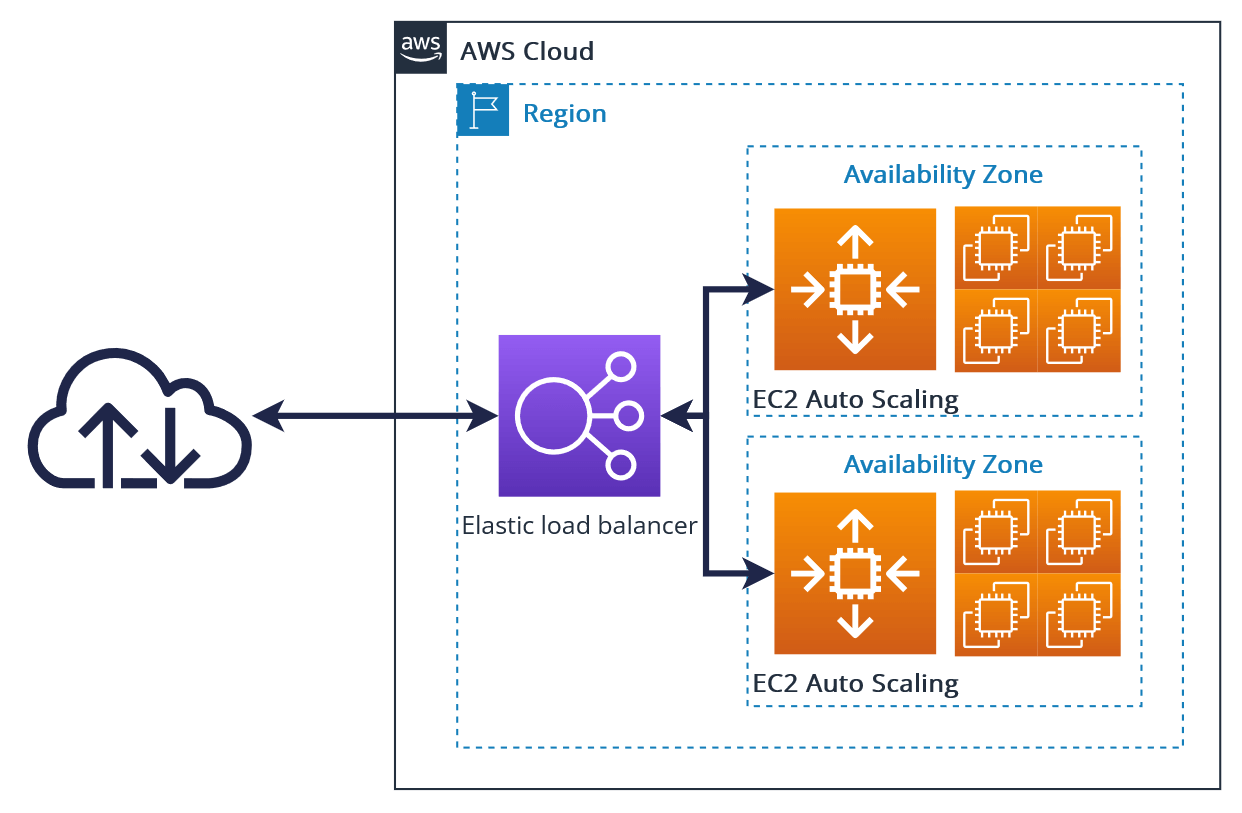 aws
AWS Cloud
Region
Availability Zone
EC2 Auto Scaling
Elastic load balancer
Availability Zone
EC2 Auto Scaling